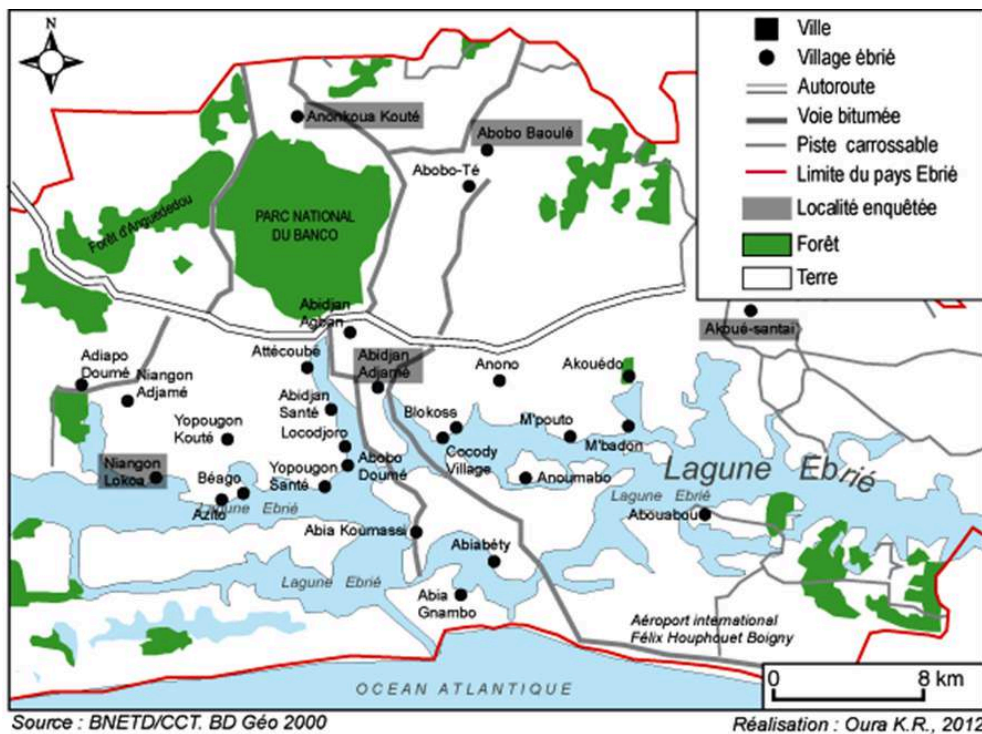 N
Ville
Village ébrié
Autoroute
Voie bitumée
Piste carrossable
Limite du pays Ebrié
Localité enquêtée
Forêt
Terre
Anonkoua Kouté
Abobo Baoulé
Abobo-Té
Forêt d'Anguededou
PARC NATIONAL
DU BANCO
Abidjan
Agban
Akoué-santai
Attécoubé
Abidjan
Adjamé
Anono
Akouédo
Adiapo
Doumé
Niangon
Adjamé
Abidjan
Santé
Blokoss
M'pouto
M'badon
Yopougon
Kouté
Locodjoro
Cocody
Village
Abobo
Doumé
Niangon
Lokoa
Béago
Yopougon
Santé
Anoumabo
Lagune Ebrié
Azito
Lagune Ebrié
Lagune Ebrié
Abouabou
Abia Koumassi
Abiabéty
Lagune Ebrié
Abia
Gnambo
Aéroport international
Félix Houphouet Boigny
OCEAN ATLANTIQUE
0 8 km
Source : BNETD/CCT. BD Géo 2000
Réalisation : Oura K.R., 2012